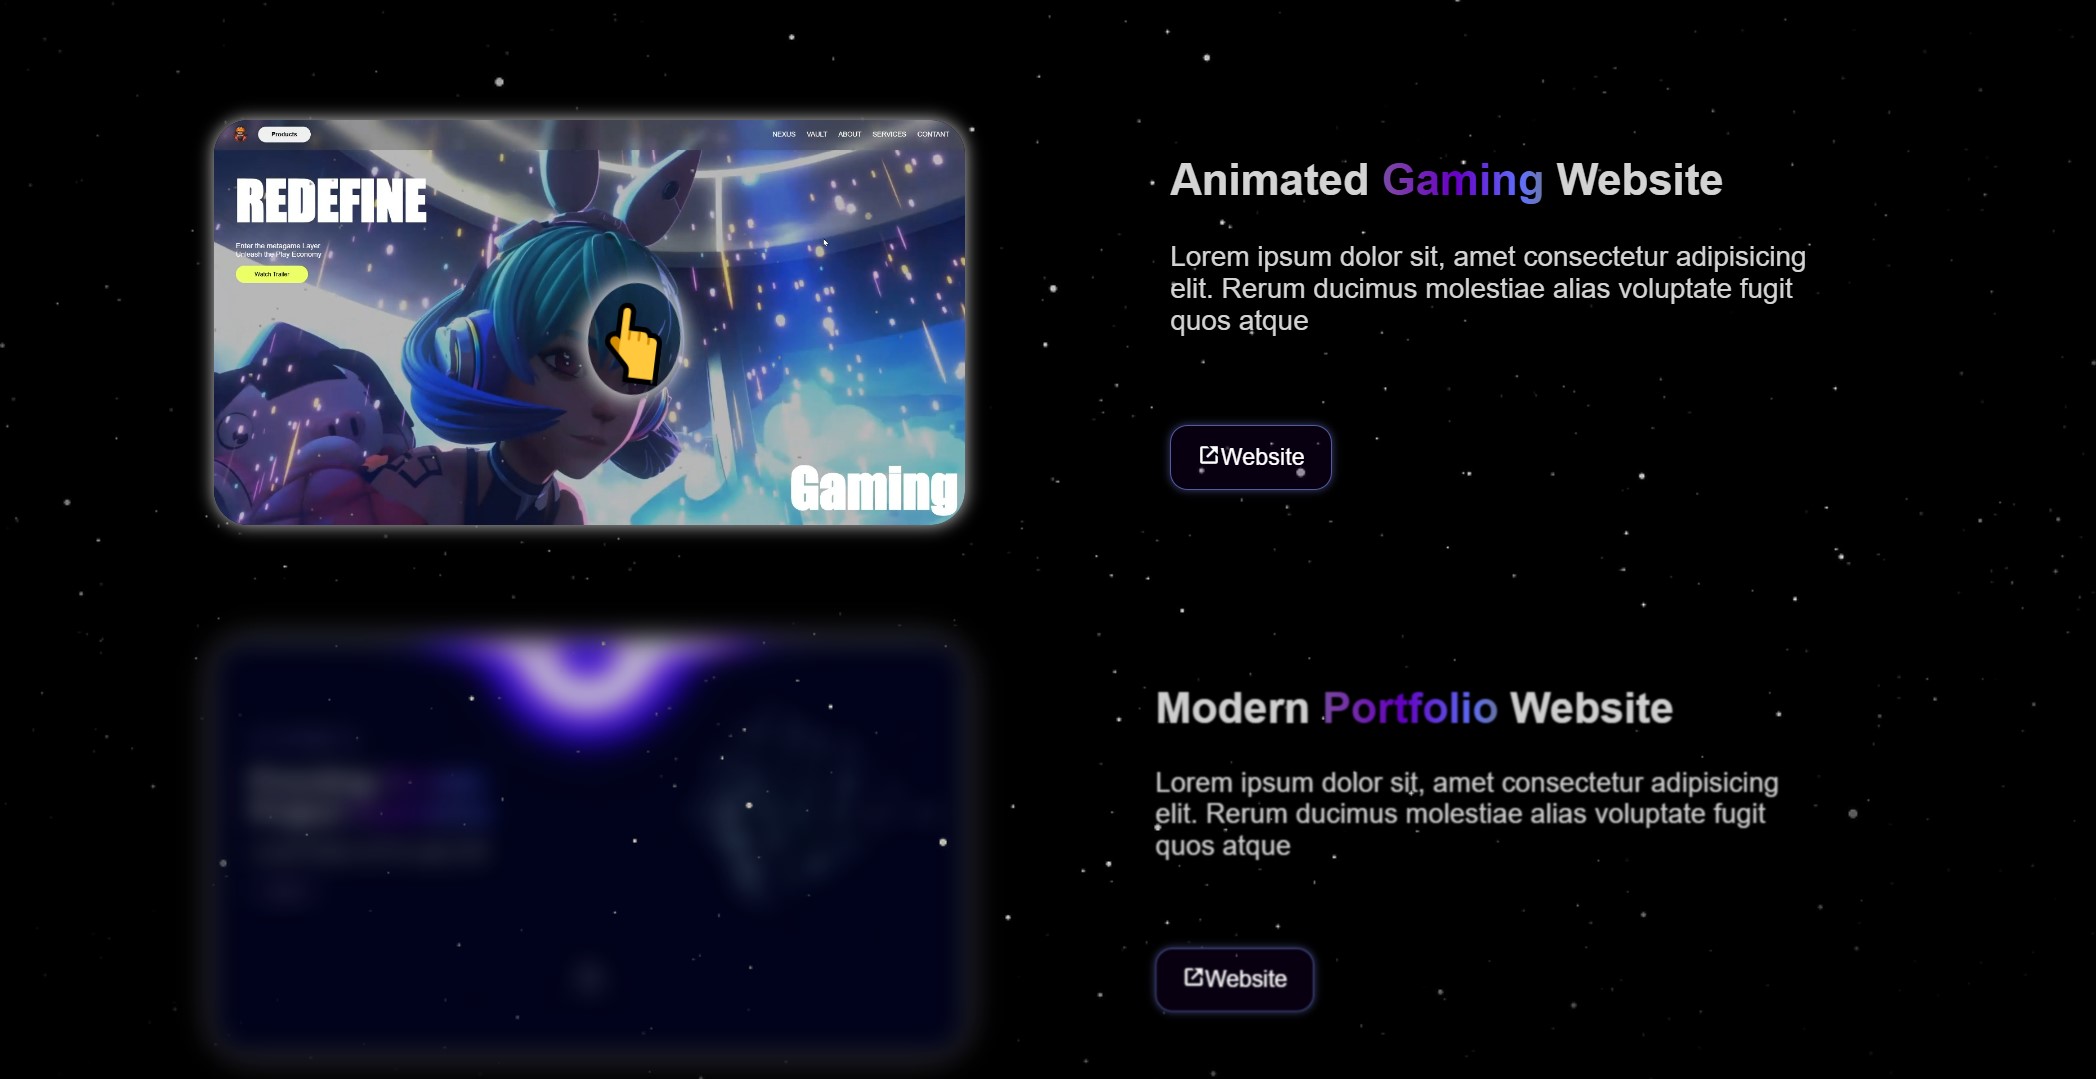 Products
NEXUS VAULT ABOUT SERVICES CONTANT
REDEFINE
Enter the metagame Layer
Unleash the Play Economy
Watch Trailer
Gaming
Animated Gaming Website
Lorem ipsum dolor sit, amet consectetur adipisicing
elit. Rerum ducimus molestiae alias voluptate fugit
quos atque
Website
Modern Portfolio Website
Lorem ipsum dolor sit, amet consectetur adipisicing
elit. Rerum ducimus molestiae alias voluptate fugit
quos atque
Website